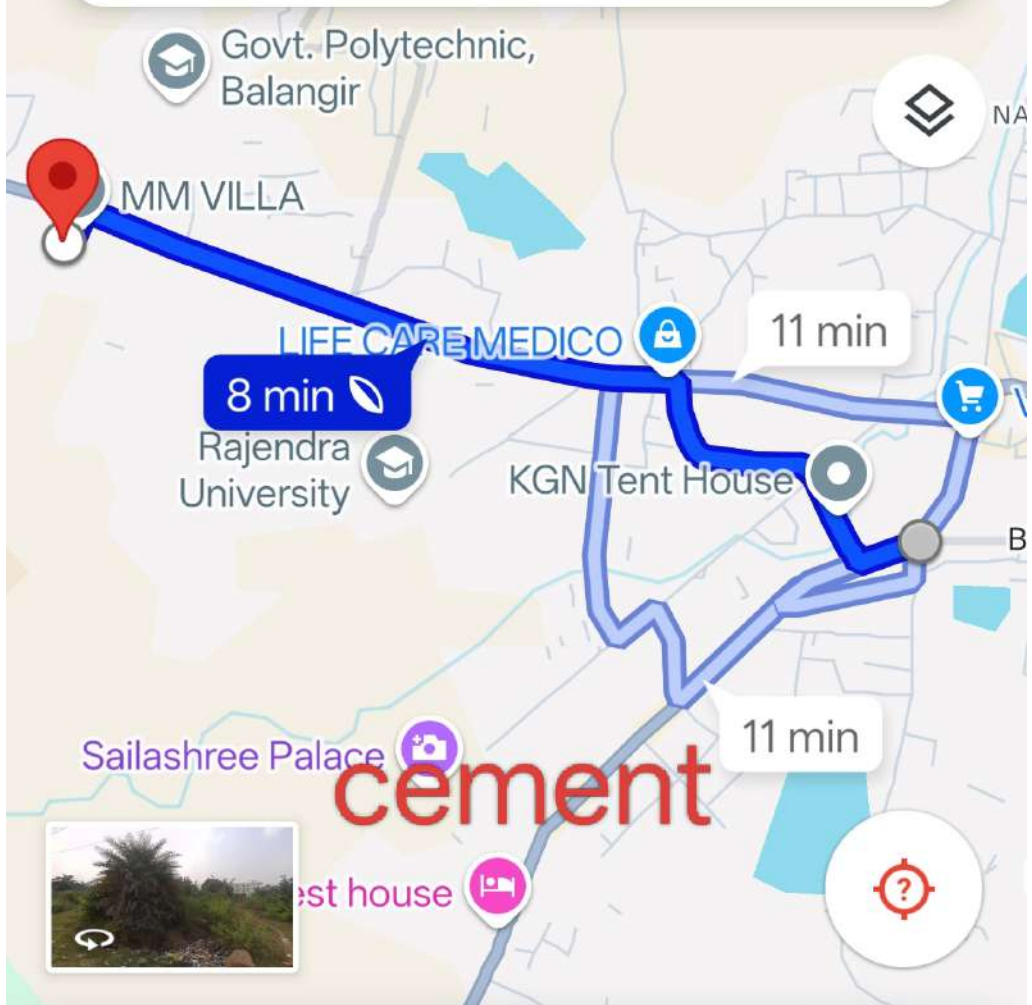 Govt. Polytechnic,
Balangir
NA
MM VILLA
LIFE CARE MEDICO
11 min
8 min
Rajendra
University
KGN Tent House
B
11 min
Sailashree Palace
cement
est house